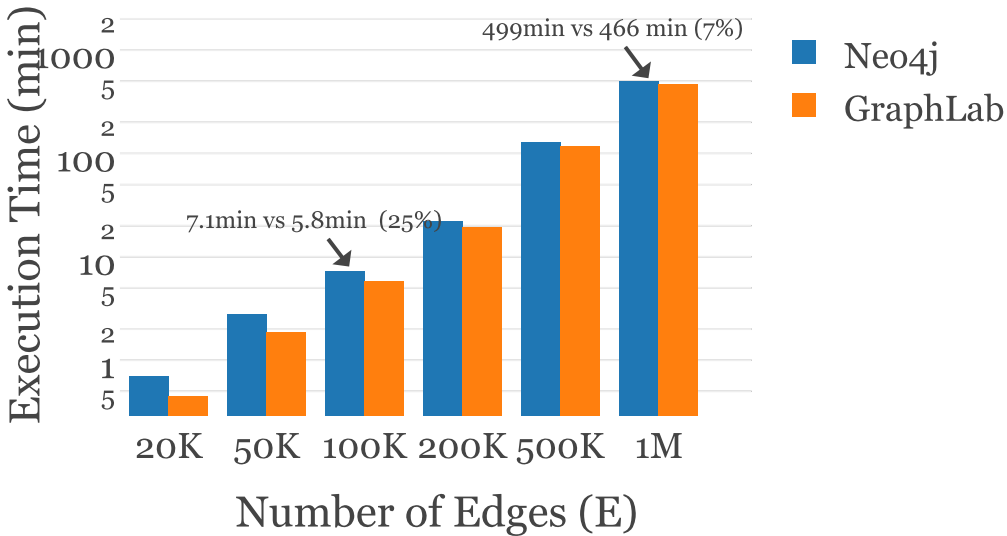 499min vs 466 min (7%)
Neo4j
GraphLab
Execution Time (min)
2
1000
5
2
100
5
7.1min vs 5.8min (25%)
2
10
5
2
1
5
20K 50K 100K 200K 500K 1M
Number of Edges (E)